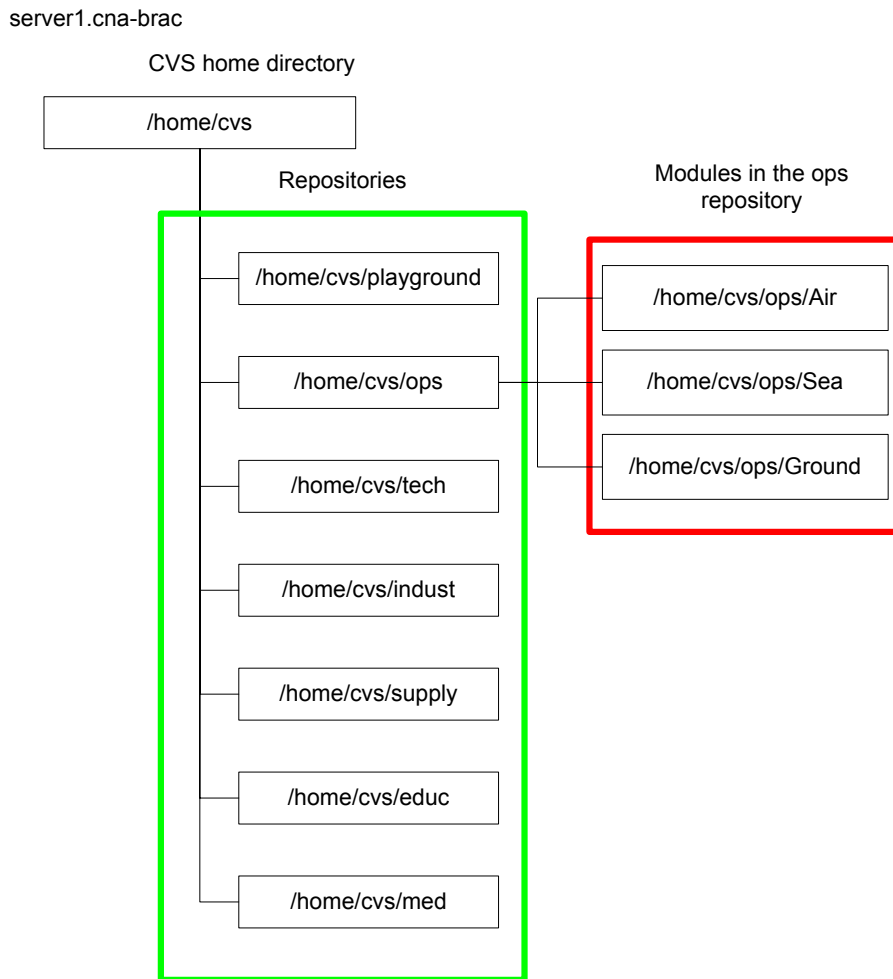 server1.cna-brac
CVS home directory
/home/cvs
Repositories
Modules in the ops
repository
/home/cvs/playground
/home/cvs/ops
/home/cvs/tech
/home/cvs/indust
/home/cvs/supply
/home/cvs/educ
/home/cvs/med
/home/cvs/ops/Air
/home/cvs/ops/Sea
/home/cvs/ops/Ground